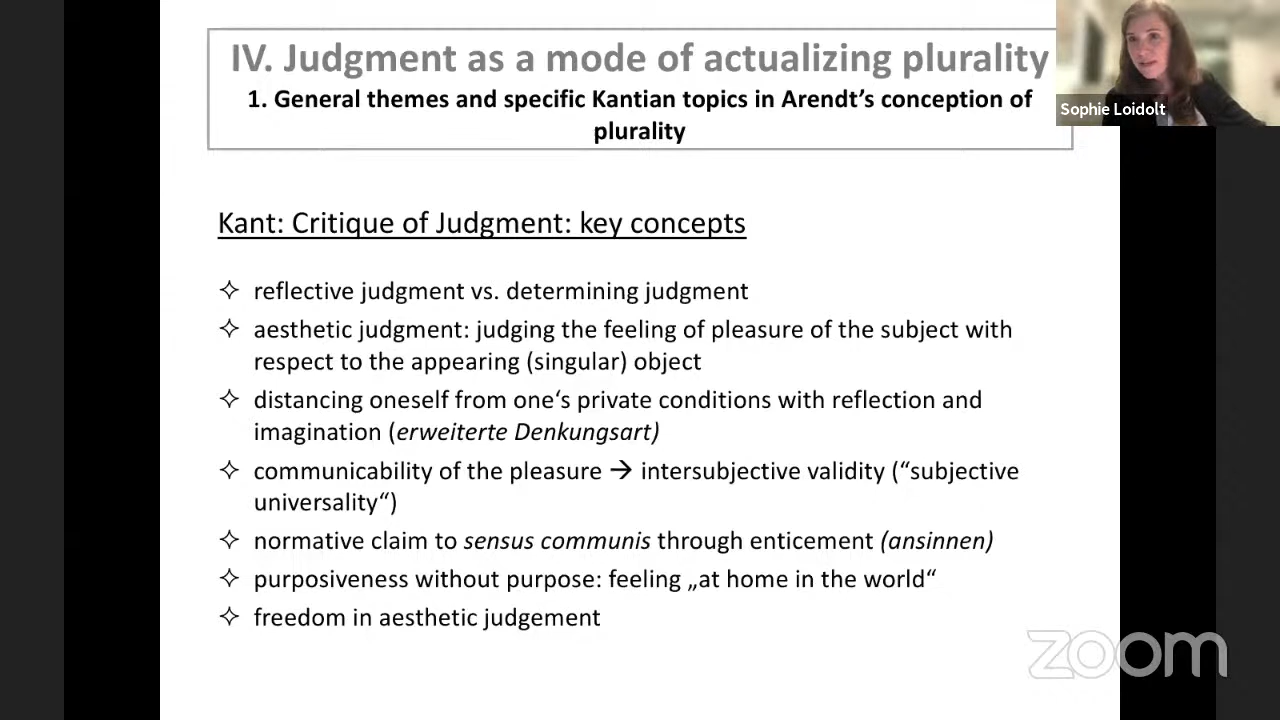 IV. Judgment as a mode of actualizing plurality
1. General themes and specific Kantian topics in Arendt’s conception of
plurality
Sophie Loidolt
Kant: Critique of Judgment: key concepts
✧ reflective judgment vs. determining judgment
✧ aesthetic judgment: judging the feeling of pleasure of the subject with
respect to the appearing (singular) object
✧ distancing oneself from one‘s private conditions with reflection and
imagination (erweiterte Denkungsart)
✧ communicability of the pleasure → intersubjective validity (“subjective
universality“)
✧ normative claim to sensus communis through enticement (ansinnen)
✧ purposiveness without purpose: feeling „at home in the world“
✧ freedom in aesthetic judgement
zoom